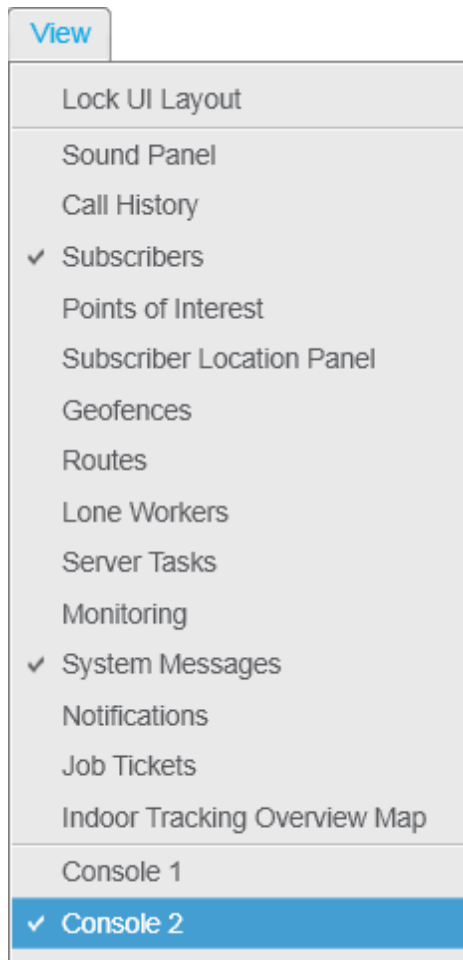 View
Lock UI Layout
Sound Panel
Call History
Subscribers
Points of Interest
Subscriber Location Panel
Geofences
Routes
Lone Workers
Server Tasks
Monitoring
System Messages
Notifications
Job Tickets
Indoor Tracking Overview Map
Console 1
Console 2